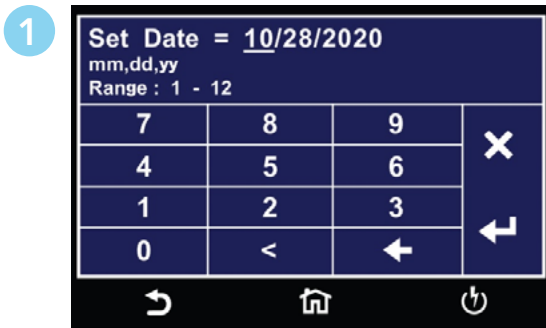 1
Set Date = 10/28/2020
mm,dd,yy
Range : 1 - 12
7 8 9
4 5 6
1 2 3
0 <